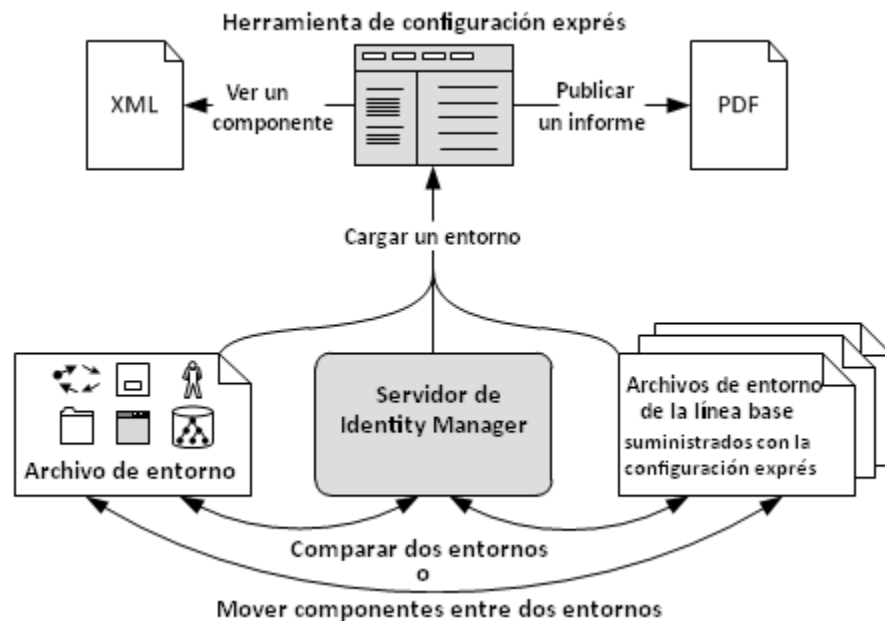 Herramienta de configuración exprés
XML
Ver un
componente
Publicar
un informe
PDF
Cargar un entorno
Archivo de entorno
Servidor de
Identity Manager
Archivos de entorno
de la línea base
suministrados con la
configuración exprés
Comparar dos entornos
o
Mover componentes entre dos entornos